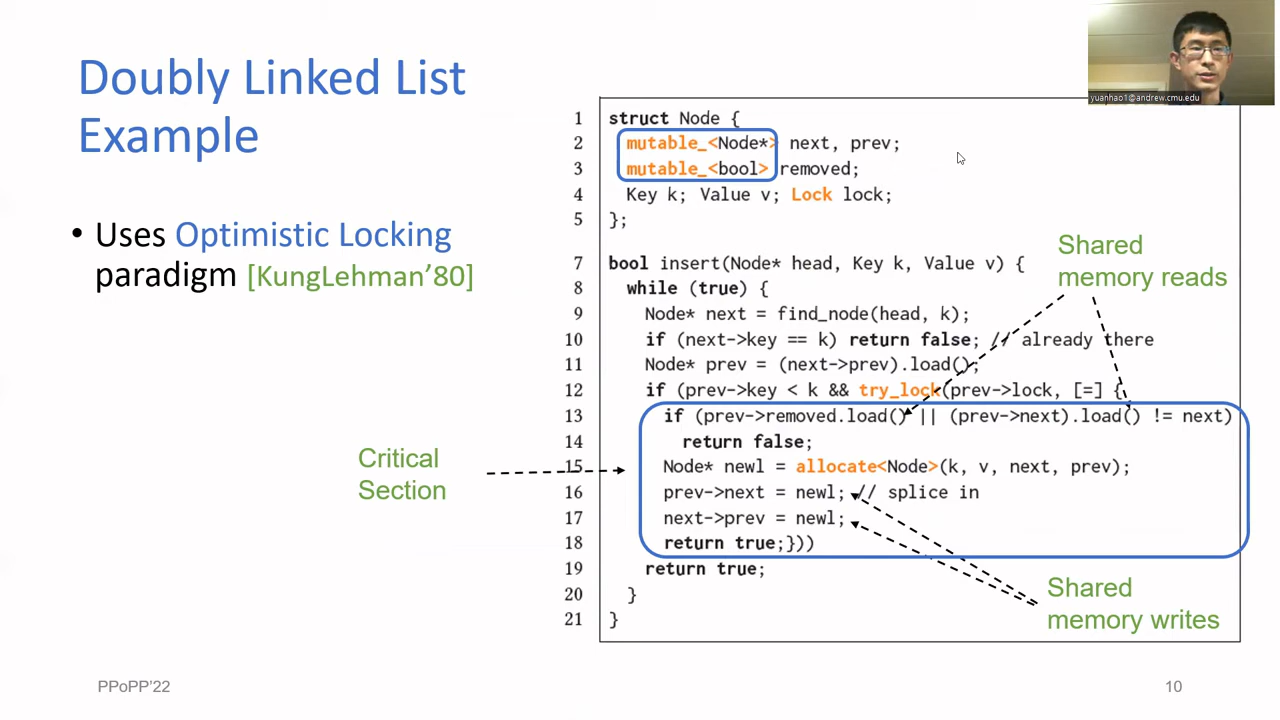 Doubly Linked List
Example
• Uses Optimistic Locking
paradigm [KungLehman’80]
yuanhao1@andrew.cmu.edu
1 struct Node {
2 mutable_<Node*> next, prev;
3 mutable_<bool> removed;
4 Key k; Value v; Lock lock;
5 };
7 bool insert(Node* head, Key k, Value v) {
8 while (true) {
9 Node* next = find_node(head, k);
10 if (next->key == k) return false; // already there
11 Node* prev = (next->prev).load();
12 if (prev->key < k && try_lock(prev->lock, [=] {
13 if (prev->removed.load() || (prev->next).load() != next)
14 return false;
15 Node* newl = allocate<Node>(k, v, next, prev);
16 prev->next = newl; // splice in
17 next->prev = newl;
18 return true;}))
19 return true;
20 }
21 }
Shared
memory reads
Critical
Section
Shared
memory writes
PPoPP’22
10